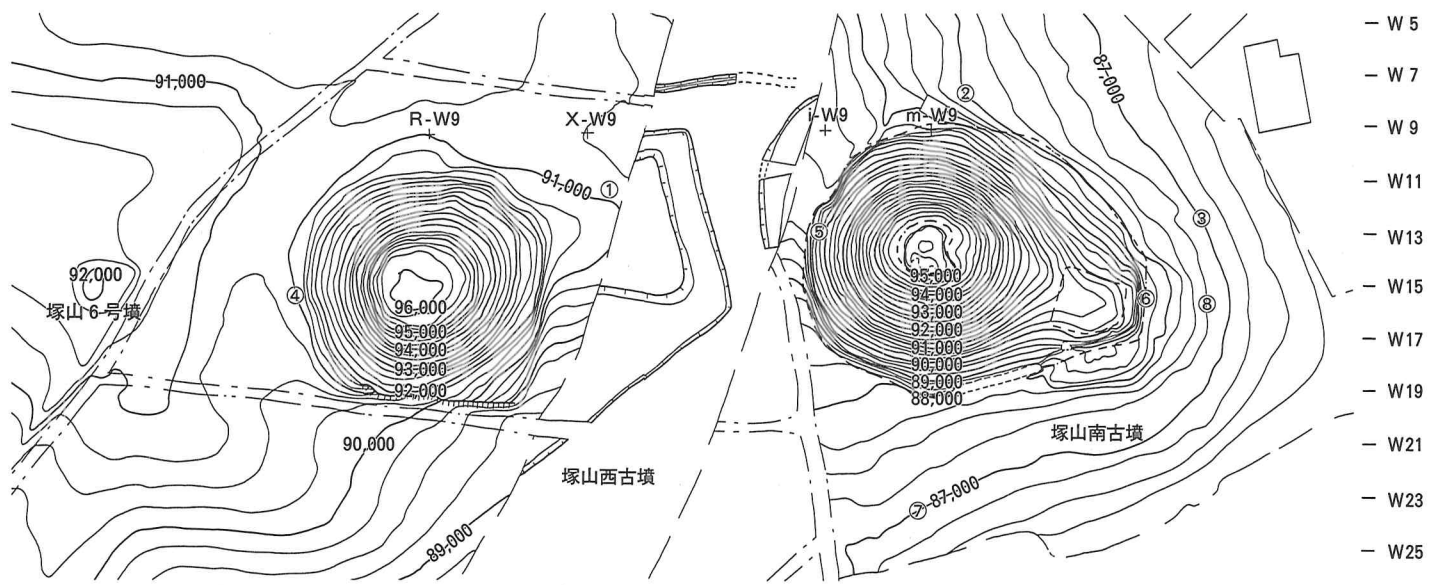 W 5
W 7
W 9
W11
W13
W15
W17
W19
W21
W23
W25
91,000
R-W9
X-W9
91,000
①
④
92,000
塚山6号墳
96,000
95,000
94,000
93,000
92,000
90,000
塚山西古墳
89,000
87,000
②
i-W9
m-W9
③
⑤
95,000
94,000
93,000
92,000
91,000
90,000
89,000
88,000
⑥
⑧
塚山南古墳
⑦
87,000